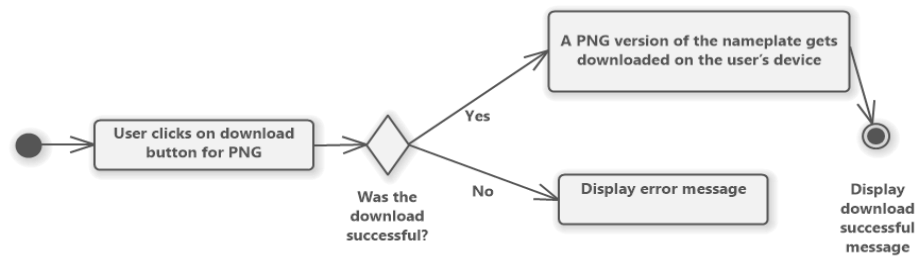 User clicks on download
button for PNG
Was the
download
successful?
Yes
No
A PNG version of the nameplate gets
downloaded on the user's device
Display error message
Display
download
successful
message